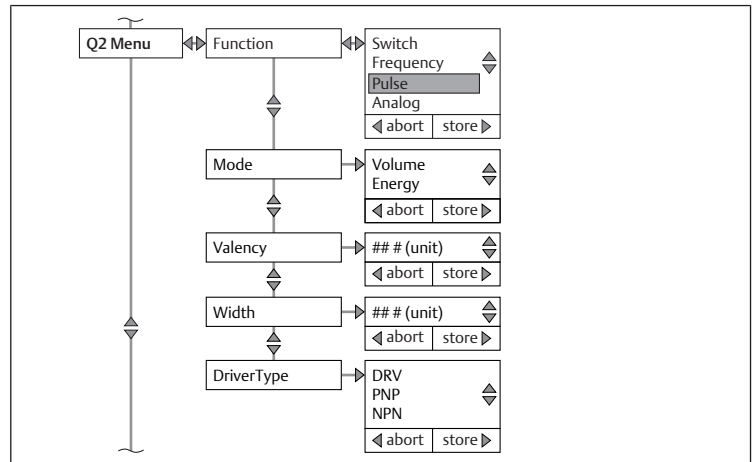 Q2 Menu
Function
Switch
Frequency
Pulse
Analog
abort store
Mode
Volume
Energy
abort store
Valency
## # (unit)
abort store
Width
## # (unit)
abort store
DriverType
DRV
PNP
NPN
abort store